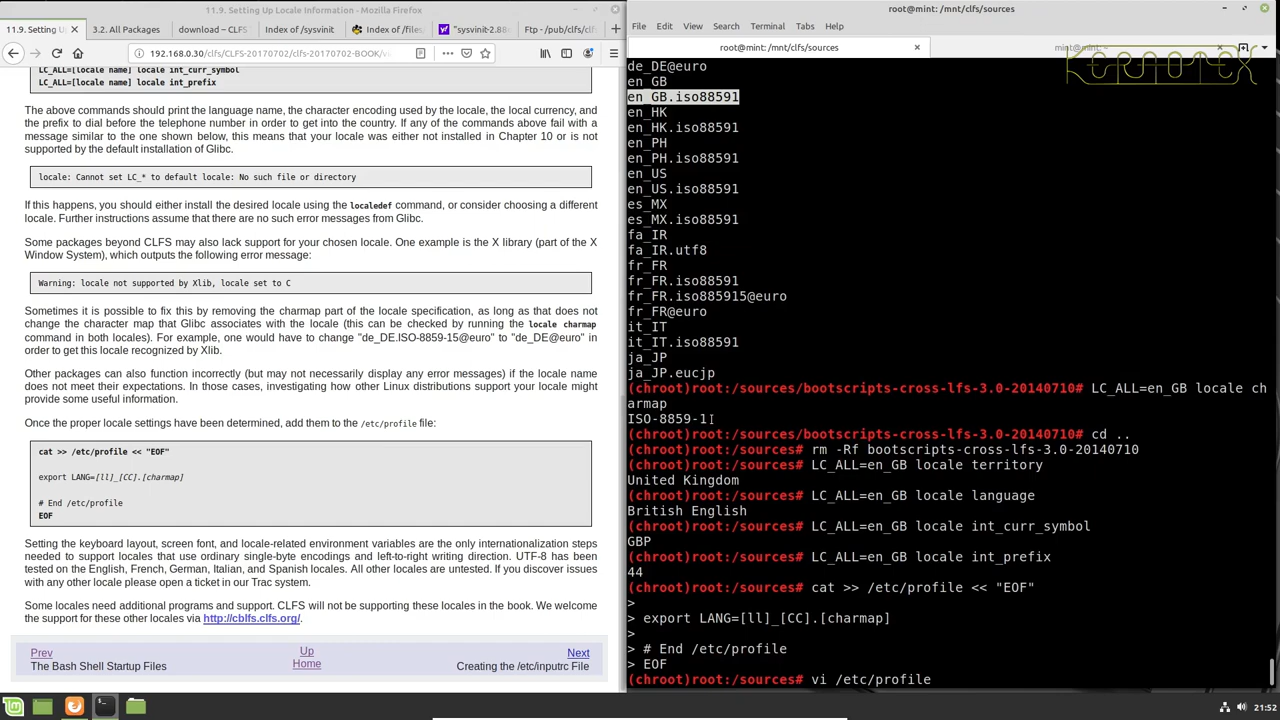 11.9. Setting Up Locale Information - Mozilla Firefox
11.9. Setting Up
3.2. All Packages
download – CLFS
Index of /sysvinit
Index of /files
"sysvinit-2.88
Ftp - /pub/clfs/c
192.168.0.30/clfs/CLFS-20170702/clfs-20170702-BOOK/
LC_ALL=[locale name] locale int_curr_symbol
LC_ALL=[locale name] locale int_prefix
The above commands should print the language name, the character encoding used by the locale, the local currency, and
the prefix to dial before the telephone number in order to get into the country. If any of the commands above fail with a
message similar to the one shown below, this means that your locale was either not installed in Chapter 10 or is not
supported by the default installation of Glibc.
locale: Cannot set LC_* to default locale: No such file or directory
If this happens, you should either install the desired locale using the localedef command, or consider choosing a different
locale. Further instructions assume that there are no such error messages from Glibc.
Some packages beyond CLFS may also lack support for your chosen locale. One example is the X library (part of the X
Window System), which outputs the following error message:
Warning: locale not supported by Xlib, locale set to C
Sometimes it is possible to fix this by removing the charmap part of the locale specification, as long as that does not
change the character map that Glibc associates with the locale (this can be checked by running the locale charmap
command in both locales). For example, one would have to change "de_DE.ISO-8859-15@euro" to "de_DE@euro" in
order to get this locale recognized by Xlib.
Other packages can also function incorrectly (but may not necessarily display any error messages) if the locale name
does not meet their expectations. In those cases, investigating how other Linux distributions support your locale might
provide some useful information.
Once the proper locale settings have been determined, add them to the /etc/profile file:
cat >> /etc/profile << "EOF"
export LANG=[ll]_[CC].[charmap]
# End /etc/profile
EOF
Setting the keyboard layout, screen font, and locale-related environment variables are the only internationalization steps
needed to support locales that use ordinary single-byte encodings and left-to-right writing direction. UTF-8 has been
tested on the English, French, German, Italian, and Spanish locales. All other locales are untested. If you discover issues
with any other locale please open a ticket in our Trac system.
Some locales need additional programs and support. CLFS will not be supporting these locales in the book. We welcome
the support for these other locales via http://cblfs.clfs.org/.
Prev
Up
Next
The Bash Shell Startup Files
Home
Creating the /etc/inputrc File
root@mint: /mnt/clfs/sources
File Edit View Search Terminal Tabs Help
root@mint: /mnt/clfs/sources
root@mint: ~
KERNOTEX
de_DE@euro
en_GB
en_GB.iso88591
en_HK
en_HK.iso88591
en_PH
en_PH.iso88591
en_US
en_US.iso88591
es_MX
es_MX.iso88591
fa_IR
fa_IR.utf8
fr_FR
fr_FR.iso88591
fr_FR.iso885915@euro
fr_FR@euro
it_IT
it_IT.iso88591
ja_JP
ja_JP.eucjp
(chroot)root:/sources/bootscripts-cross-lfs-3.0-20140710# LC_ALL=en_GB locale ch
armap
ISO-8859-1
(chroot)root:/sources/bootscripts-cross-lfs-3.0-20140710# cd ..
(chroot)root:/sources# rm -Rf bootscripts-cross-lfs-3.0-20140710
(chroot)root:/sources# LC_ALL=en_GB locale territory
United Kingdom
(chroot)root:/sources# LC_ALL=en_GB locale language
British English
(chroot)root:/sources# LC_ALL=en_GB locale int_curr_symbol
GBP
(chroot)root:/sources# LC_ALL=en_GB locale int_prefix
44
(chroot)root:/sources# cat >> /etc/profile << "EOF"
>
> export LANG=[ll]_[CC].[charmap]
>
> # End /etc/profile
> EOF
(chroot)root:/sources# vi /etc/profile
21:52